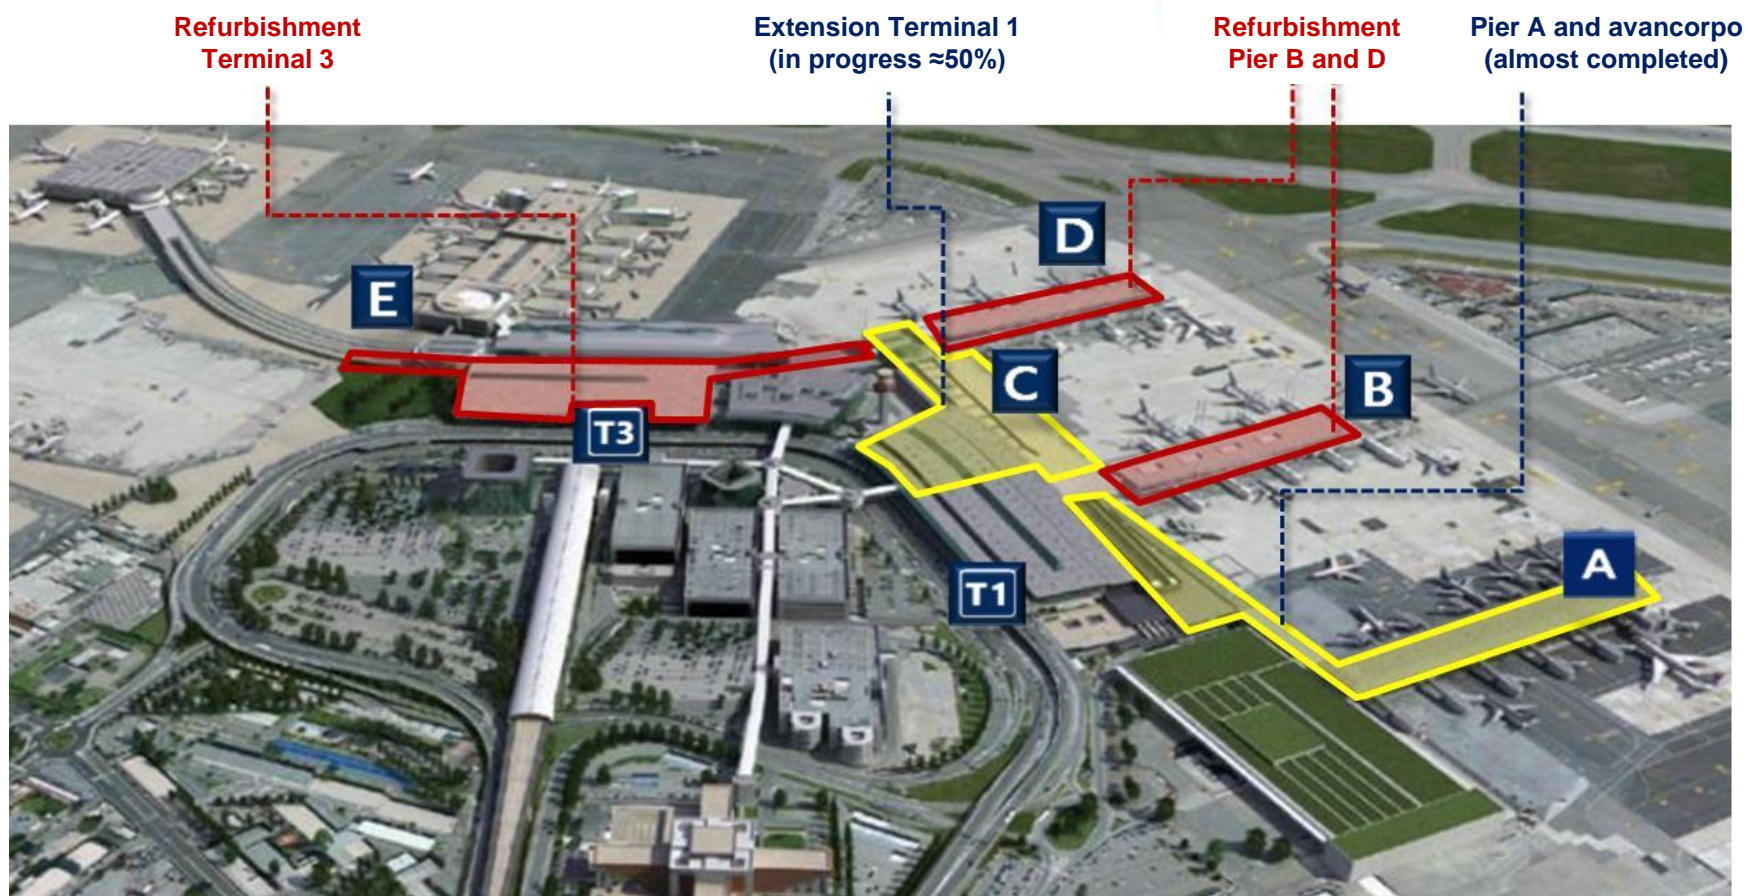 Refurbishment
Terminal 3
Extension Terminal 1
(in progress ≈50%)
Refurbishment
Pier B and D
Pier A and avancorpo
(almost completed)
D
E
C
B
T3
A
T1